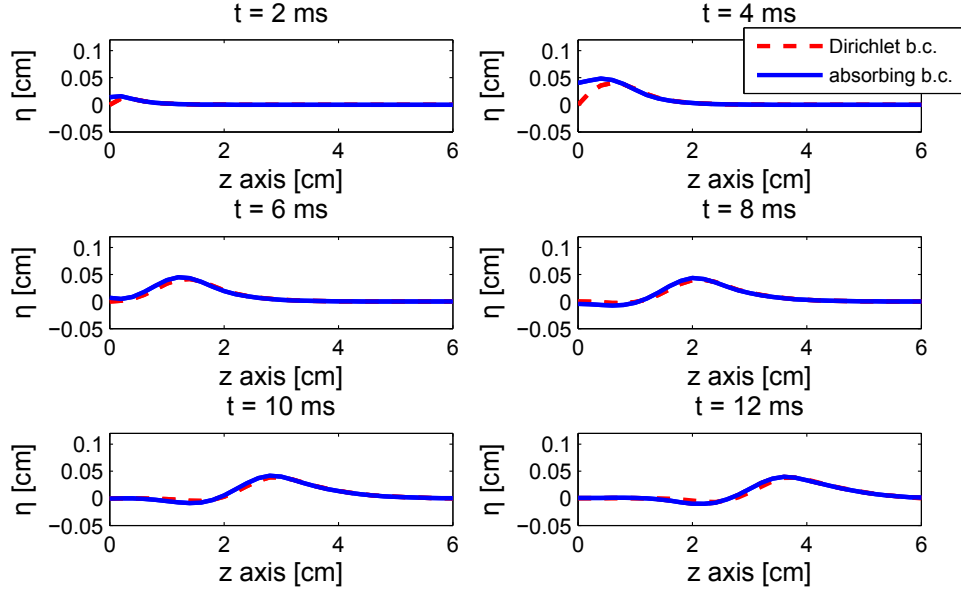 t = 2 ms
t = 4 ms
0.1
0.05
0
−0.05
η [cm]
0 2 4 6
z axis [cm]
0.1
0.05
0
−0.05
η [cm]
0 2 4 6
z axis [cm]
Dirichlet b.c.
absorbing b.c.
t = 6 ms
t = 8 ms
0.1
0.05
0
−0.05
η [cm]
0 2 4 6
z axis [cm]
0.1
0.05
0
−0.05
η [cm]
0 2 4 6
z axis [cm]
t = 10 ms
t = 12 ms
0.1
0.05
0
−0.05
η [cm]
0 2 4 6
z axis [cm]
0.1
0.05
0
−0.05
η [cm]
0 2 4 6
z axis [cm]